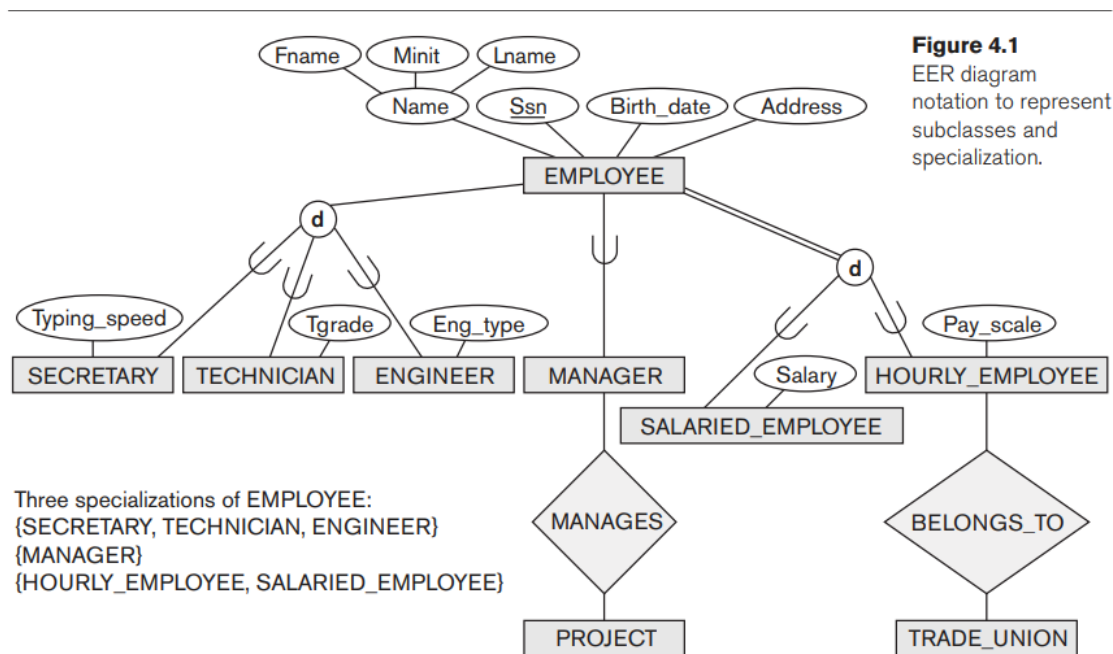 Figure 4.1
EER diagram
notation to represent
subclasses and
specialization.
Fname
Minit
Lname
Name
Ssn
Birth_date
Address
EMPLOYEE
d
d
Typing_speed
Tgrade
Eng_type
Pay_scale
SECRETARY
TECHNICIAN
ENGINEER
MANAGER
Salary
HOURLY_EMPLOYEE
SALARIED_EMPLOYEE
Three specializations of EMPLOYEE:
{SECRETARY, TECHNICIAN, ENGINEER}
{MANAGER}
{HOURLY_EMPLOYEE, SALARIED_EMPLOYEE}
MANAGES
BELONGS_TO
PROJECT
TRADE_UNION